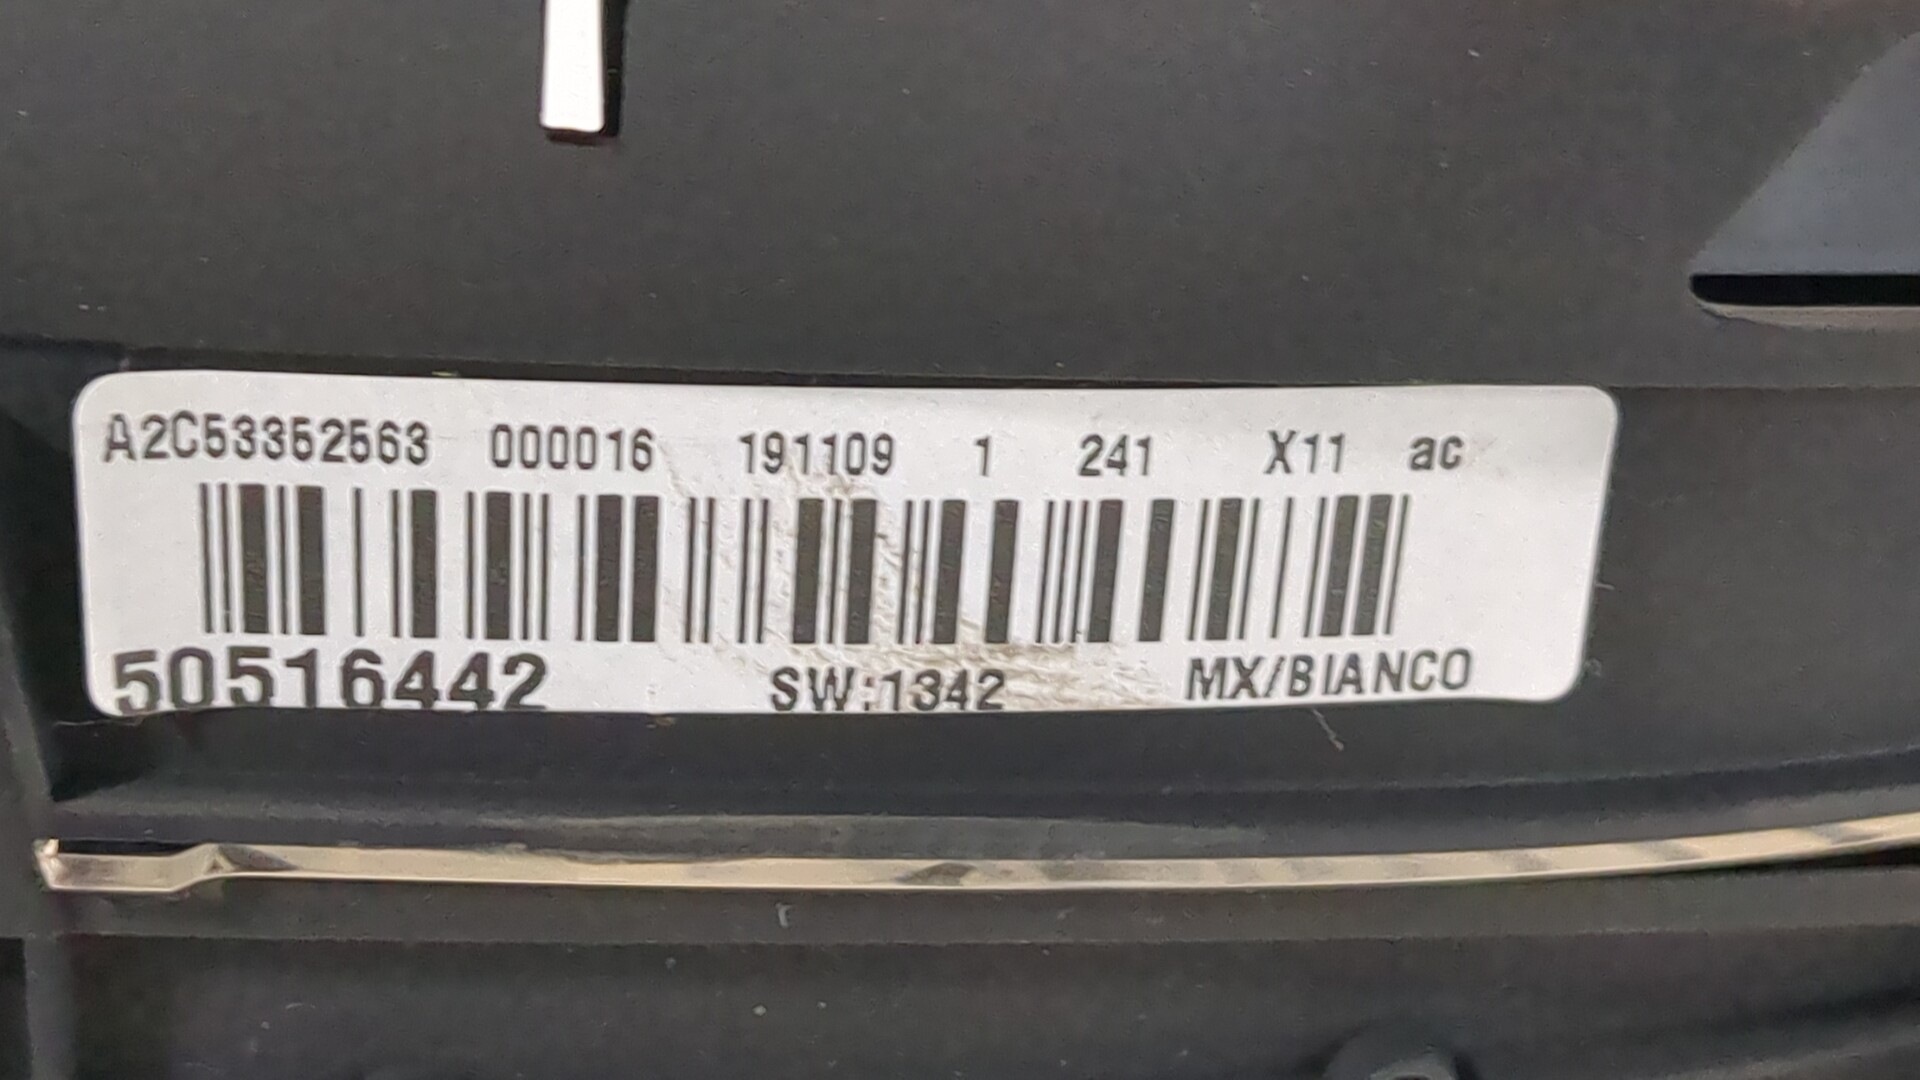 A2C53352563 000016 191109 1 241 X11 ac
50516442 SW:1342 MX/BIANCO